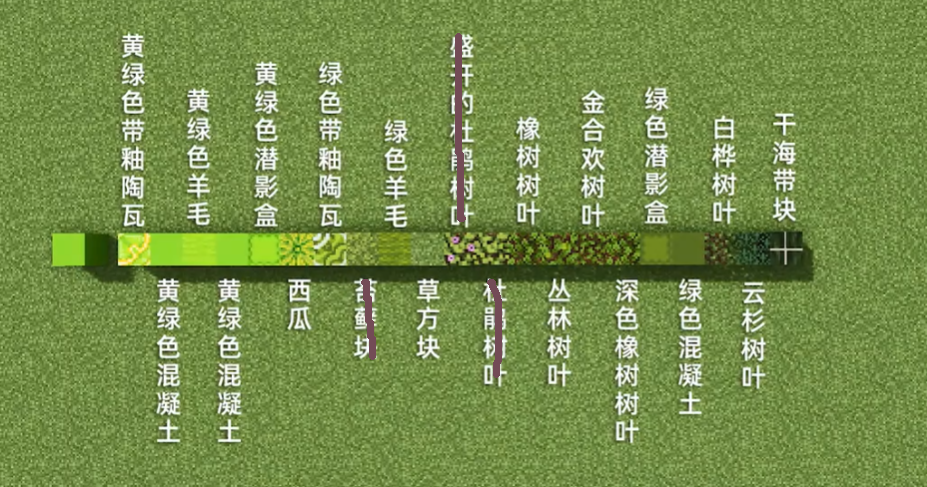 黄绿色带釉陶瓦
黄绿色羊毛
黄绿色潜影盒
绿色带釉陶瓦
绿色羊毛
盛开的杜鹃树叶
橡树树叶
金合欢树叶
绿色潜影盒
白桦树叶
干海带块
黄绿色混凝土
黄绿色混凝土
西瓜
苔藓块
草方块
杜鹃树叶
丛林树叶
深色橡树树叶
绿色混凝土
云杉树叶